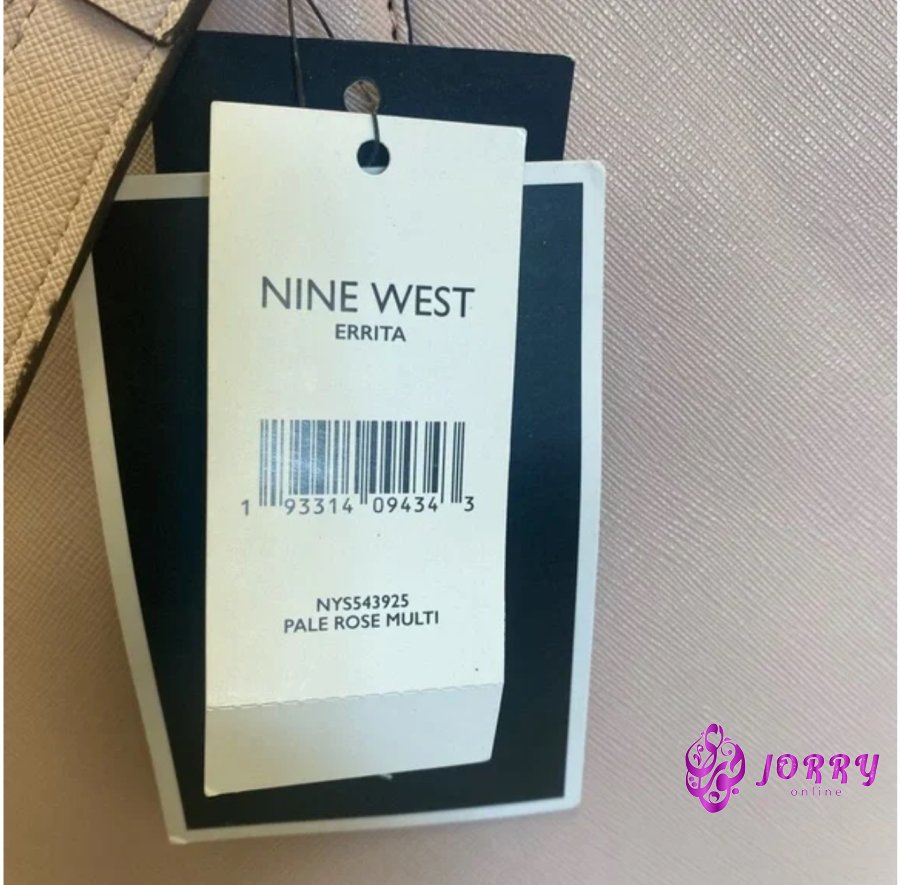 NINE WEST
ERRITA
1 93314 09434 3
NYS543925
PALE ROSE MULTI
JORRY
online